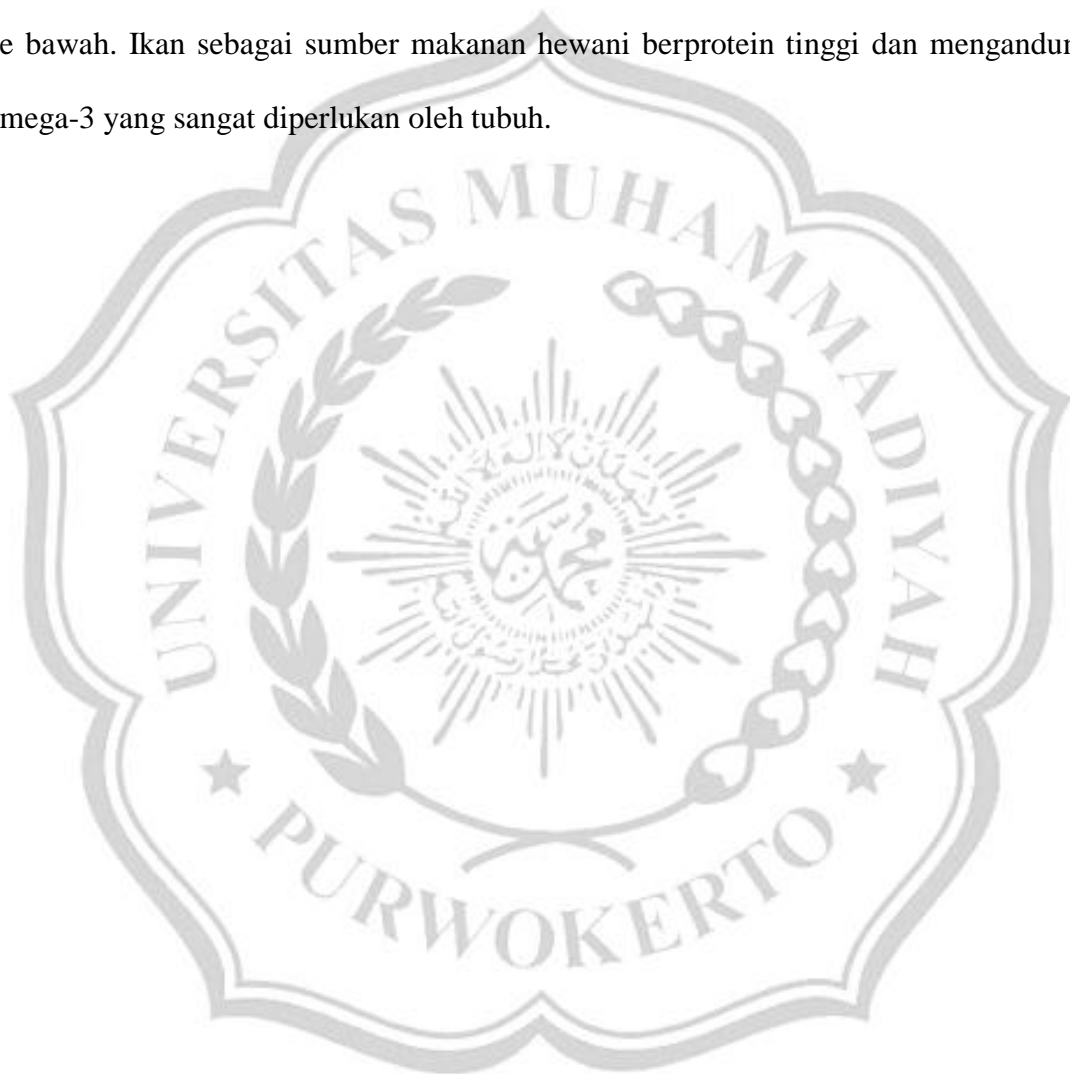 e bawah. Ikan sebagai sumber makanan hewani berprotein tinggi dan mengandun
mega-3 yang sangat diperlukan oleh tubuh.
UNIVERSITAS MUHAMMADIYAH
محمد
PURWOKERTO